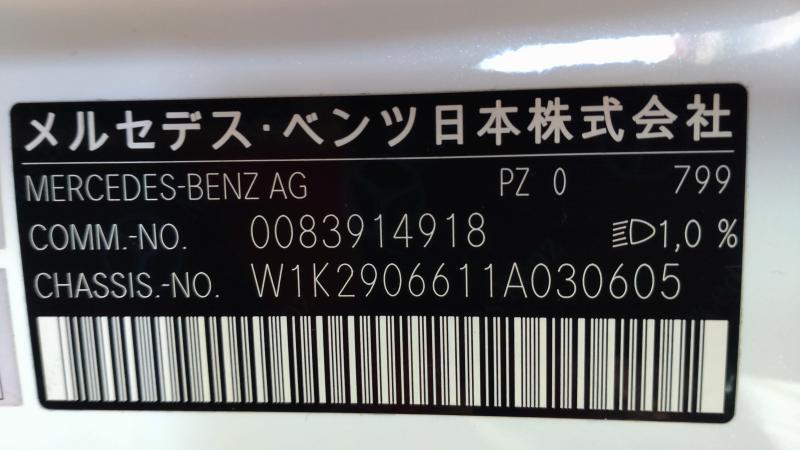 メルセデス・ベンツ日本株式会社
MERCEDES-BENZ AG PZ 0 799
COMM.-NO. 0083914918 1,0 %
CHASSIS.-NO. W1K2906611A030605